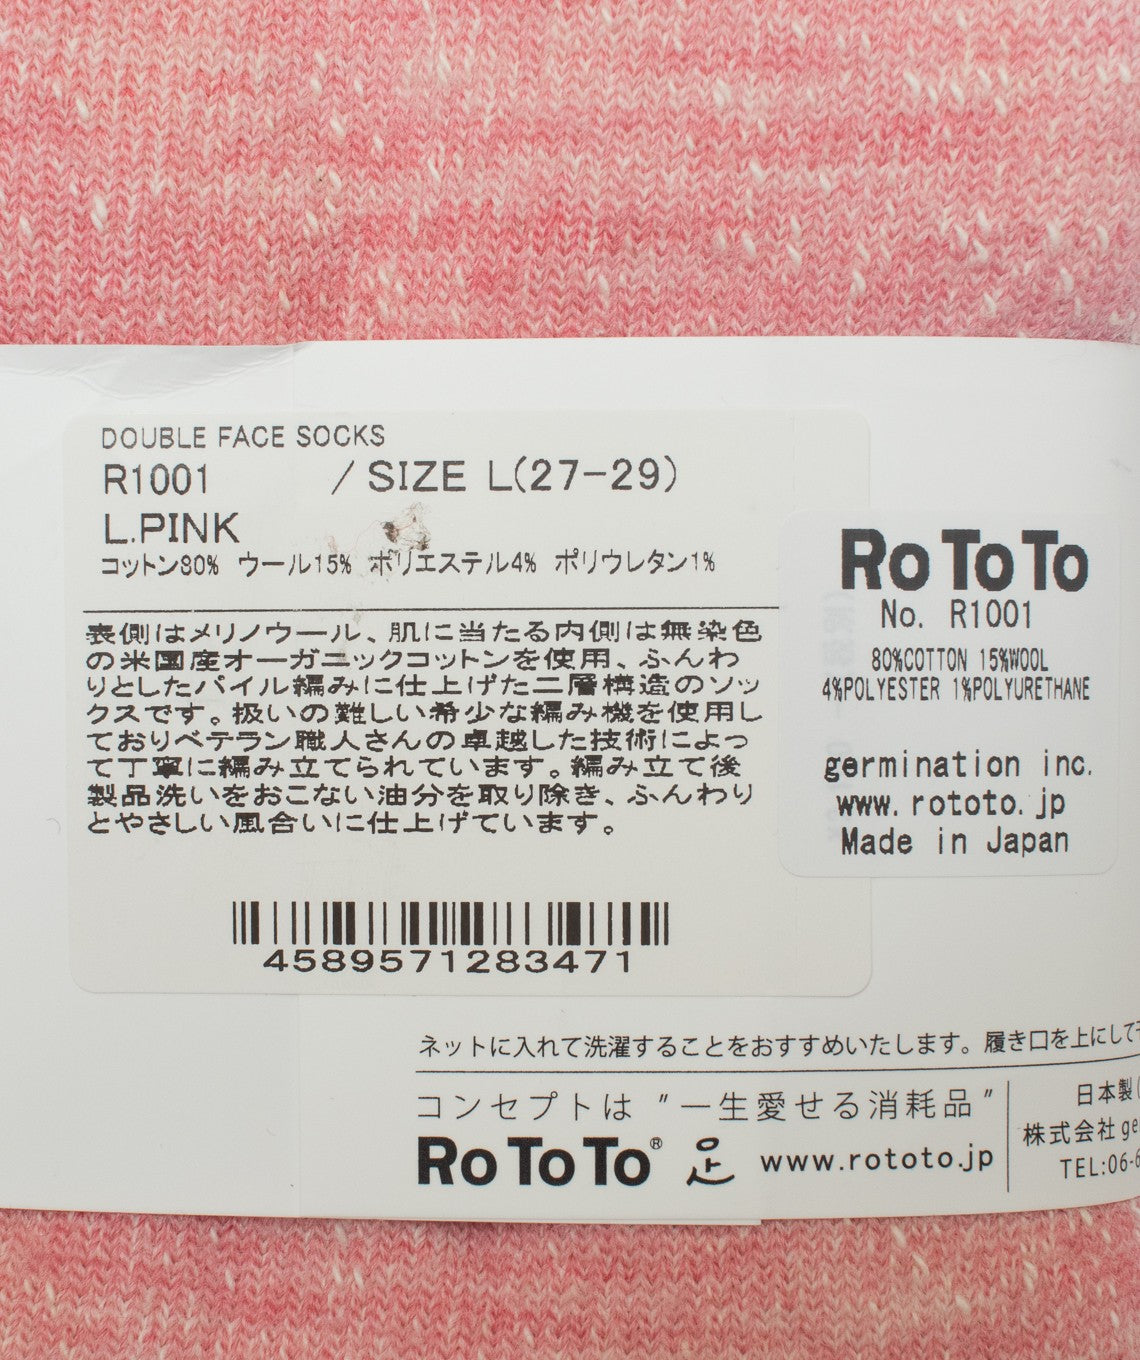 DOUBLE FACE SOCKS
R1001 / SIZE L(27-29)
L.PINK
コットン80% ウール15% ポリエステル4% ポリウレタン1%
表側はメリノウール、肌に当たる内側は無染色
の米国産オーガニックコットンを使用、ふんわ
りとしたパイル編みに仕上げた二層構造のソッ
クスです。扱いの難しい希少な編み機を使用し
ておりベテラン職人さんの卓越した技術によっ
て丁寧に編み立てられています。編み立て後
製品洗いをおこない油分を取り除き、ふんわり
とやさしい風合いに仕上げています。
4589571283471
Ro To To
No. R1001
80%COTTON 15%WOOL
4%POLYESTER 1%POLYURETHANE
germination inc.
www.rototo.jp
Made in Japan
ネットに入れて洗濯することをおすすめいたします。履き口を上にして
コンセプトは "一生愛せる消耗品"
Ro To To® 足 www.rototo.jp
日本製
株式会社 ge
TEL:06-6